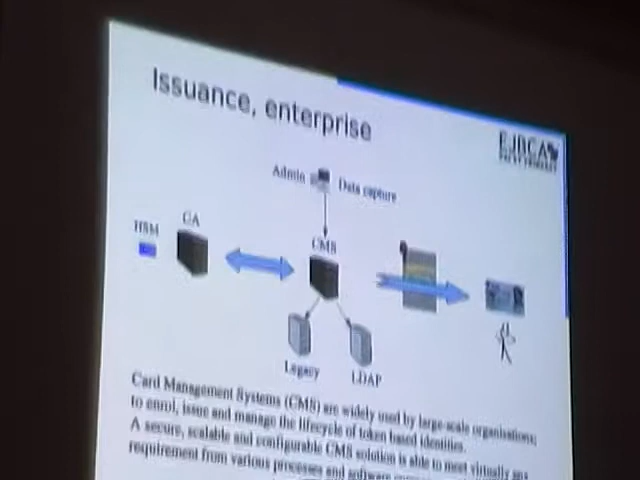 Issuance, enterprise
EJBCA
Admin
Data capture
HSM
CA
CMS
Legacy
LDAP
Card Management Systems (CMS) are widely used by large-scale organisations,
to enrol, issue and manage the lifecycle of token based identities.
A secure, scalable and configurable CMS solution is able to meet virtually any
requirement from various processes and software